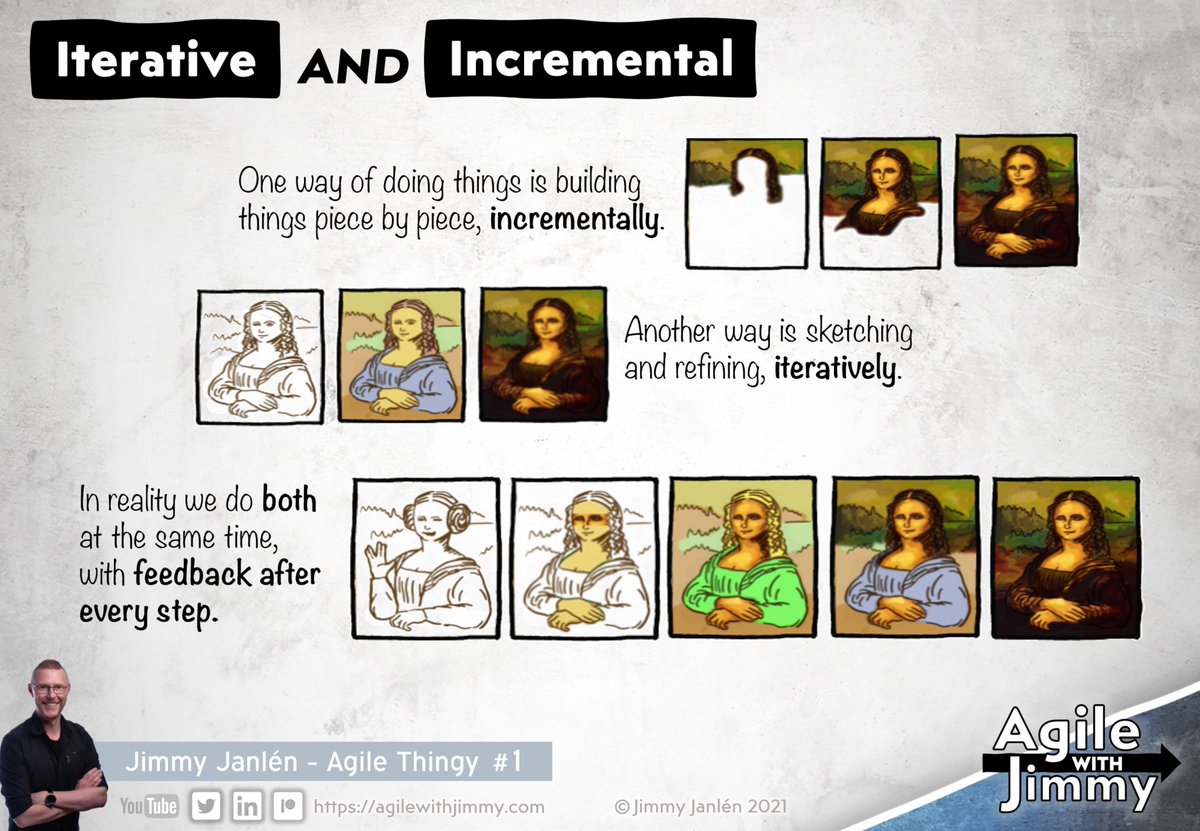 Iterative AND Incremental
One way of doing things is building
things piece by piece, incrementally.
Another way is sketching
and refining, iteratively.
In reality we do both
at the same time,
with feedback after
every step.
Jimmy Janlén - Agile Thingy #1
YouTube https://agilewithjimmy.com © Jimmy Janlén 2021
Agile
WITH
Jimmy